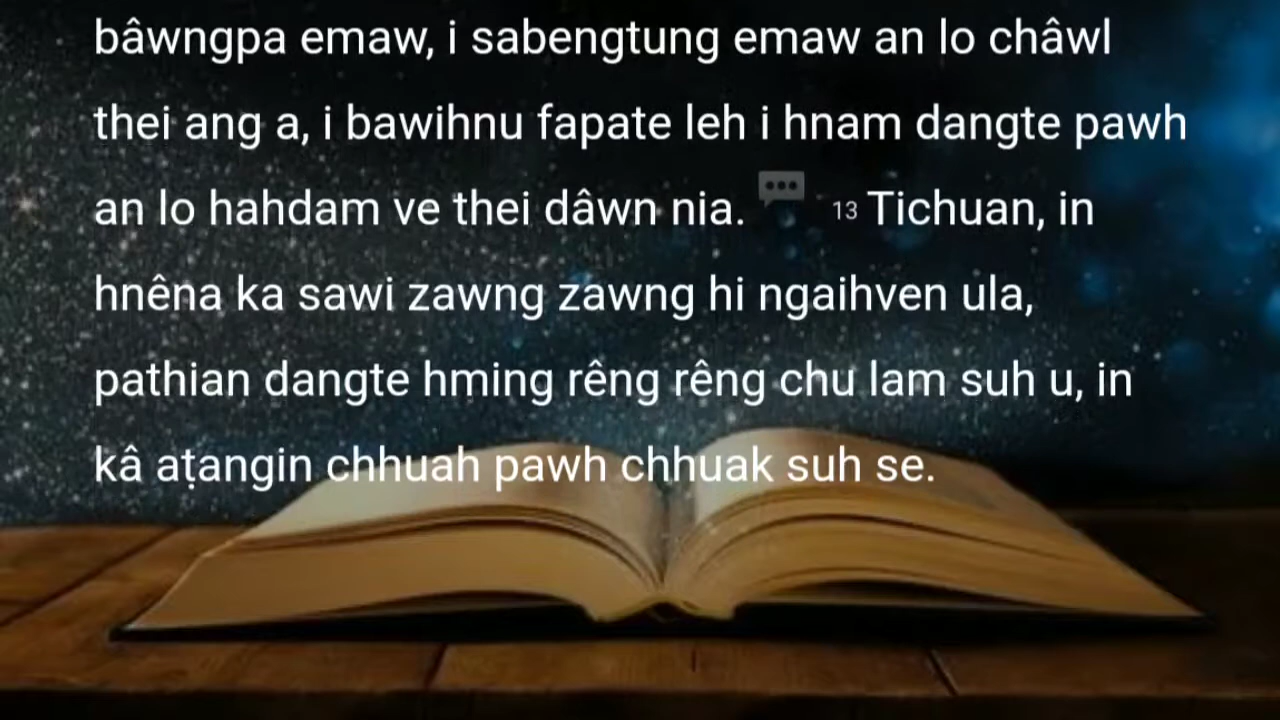 bâwngpa emaw, i sabengtung emaw an lo châwl
thei ang a, i bawihnu fapate leh i hnam dangte pawh
an lo hahdam ve thei dâwn nia. 13 Tichuan, in
hnêna ka sawi zawng zawng hi ngaihven ula,
pathian dangte hming rêng rêng chu lam suh u, in
kâ aṭangin chhuah pawh chhuak suh se.